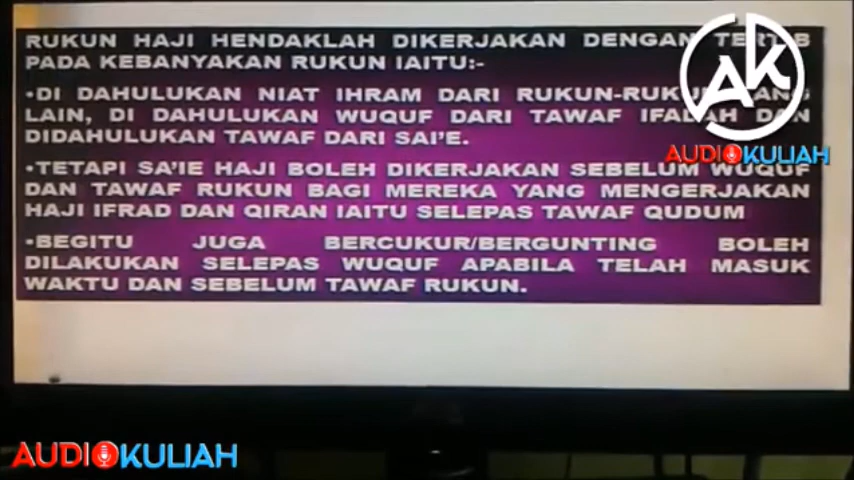 RUKUN HAJI HENDAKLAH DIKERJAKAN DENGAN TERTIB
PADA KEBANYAKAN RUKUN IAITU:-
•DI DAHULUKAN NIAT IHRAM DARI RUKUN-RUKUN YANG
LAIN, DI DAHULUKAN WUQUF DARI TAWAF IFADAH DAN
DIDAHULUKAN TAWAF DARI SAI'E.
•TETAPI SA'IE HAJI BOLEH DIKERJAKAN SEBELUM WUQUF
DAN TAWAF RUKUN BAGI MEREKA YANG MENGERJAKAN
HAJI IFRAD DAN QIRAN IAITU SELEPAS TAWAF QUDUM
•BEGITU JUGA BERCUKUR/BERGUNTING BOLEH
DILAKUKAN SELEPAS WUQUF APABILA TELAH MASUK
WAKTU DAN SEBELUM TAWAF RUKUN.
AK
AUDIOKULIAH
AUDIOKULIAH